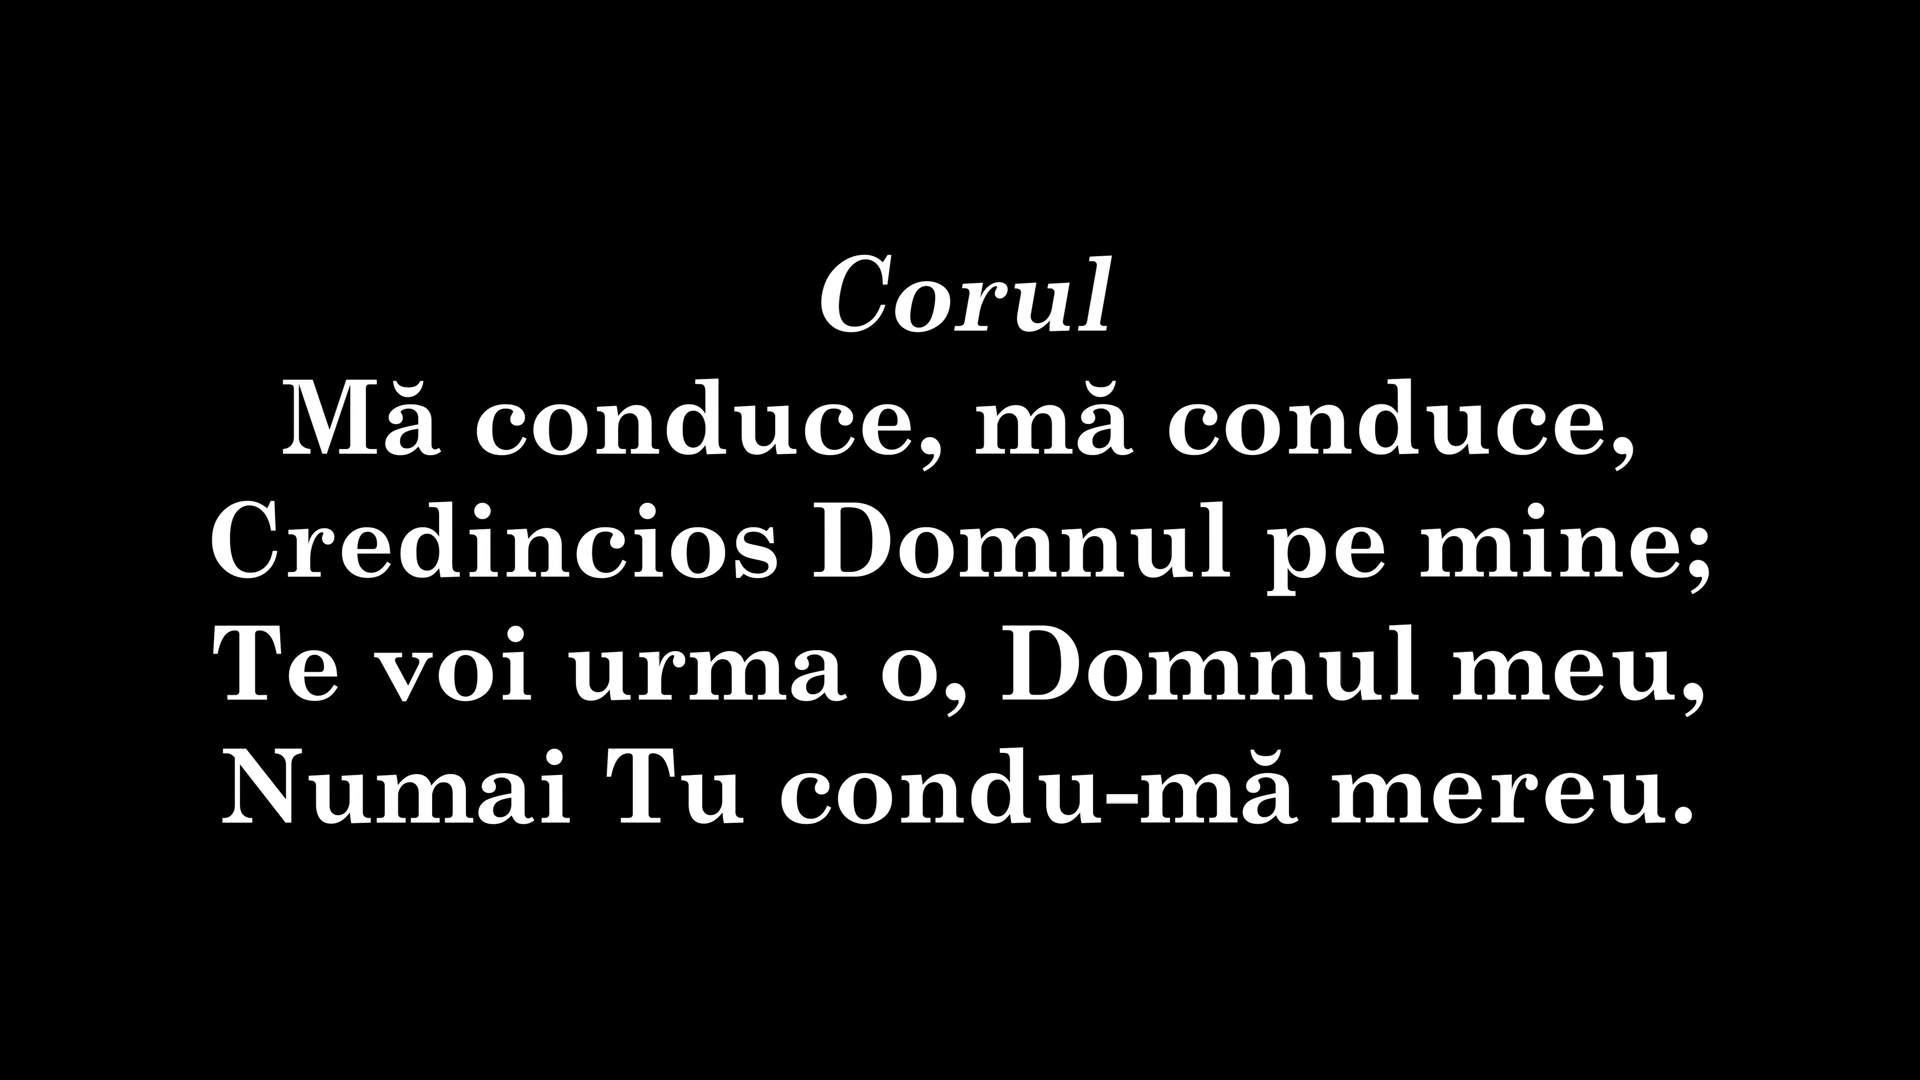 Corul
Mă conduce, mă conduce,
Credincios Domnul pe mine;
Te voi urma o, Domnul meu,
Numai Tu condu-mă mereu.